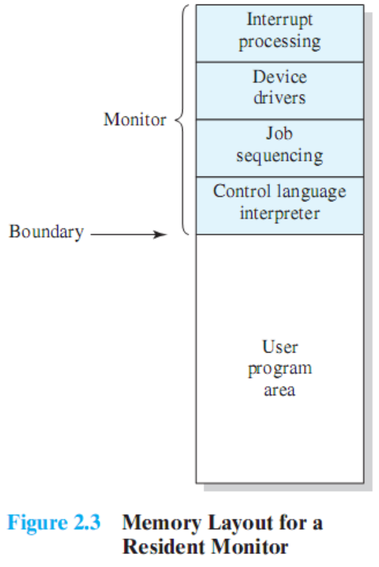 Interrupt
processing
Device
drivers
Monitor
Job
sequencing
Control language
interpreter
Boundary
User
program
area
Figure 2.3 Memory Layout for a
Resident Monitor